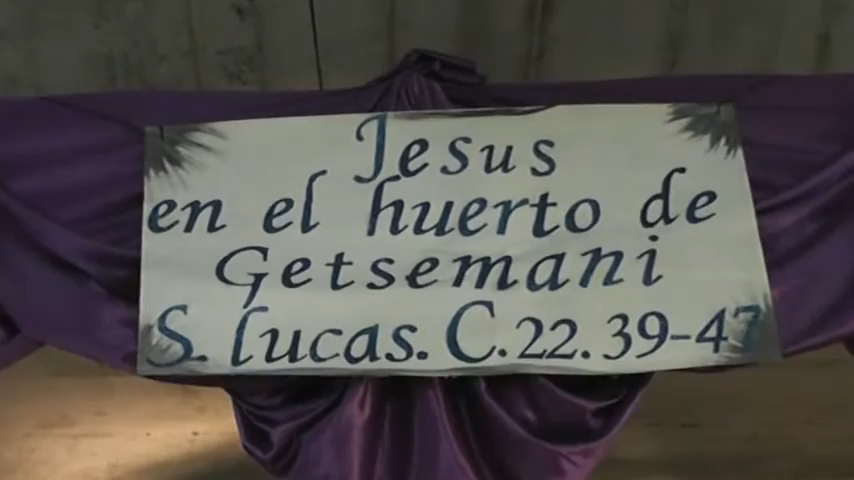 Jesus
en el huerto de
Getsemani
S. Lucas. C. 22. 39-47